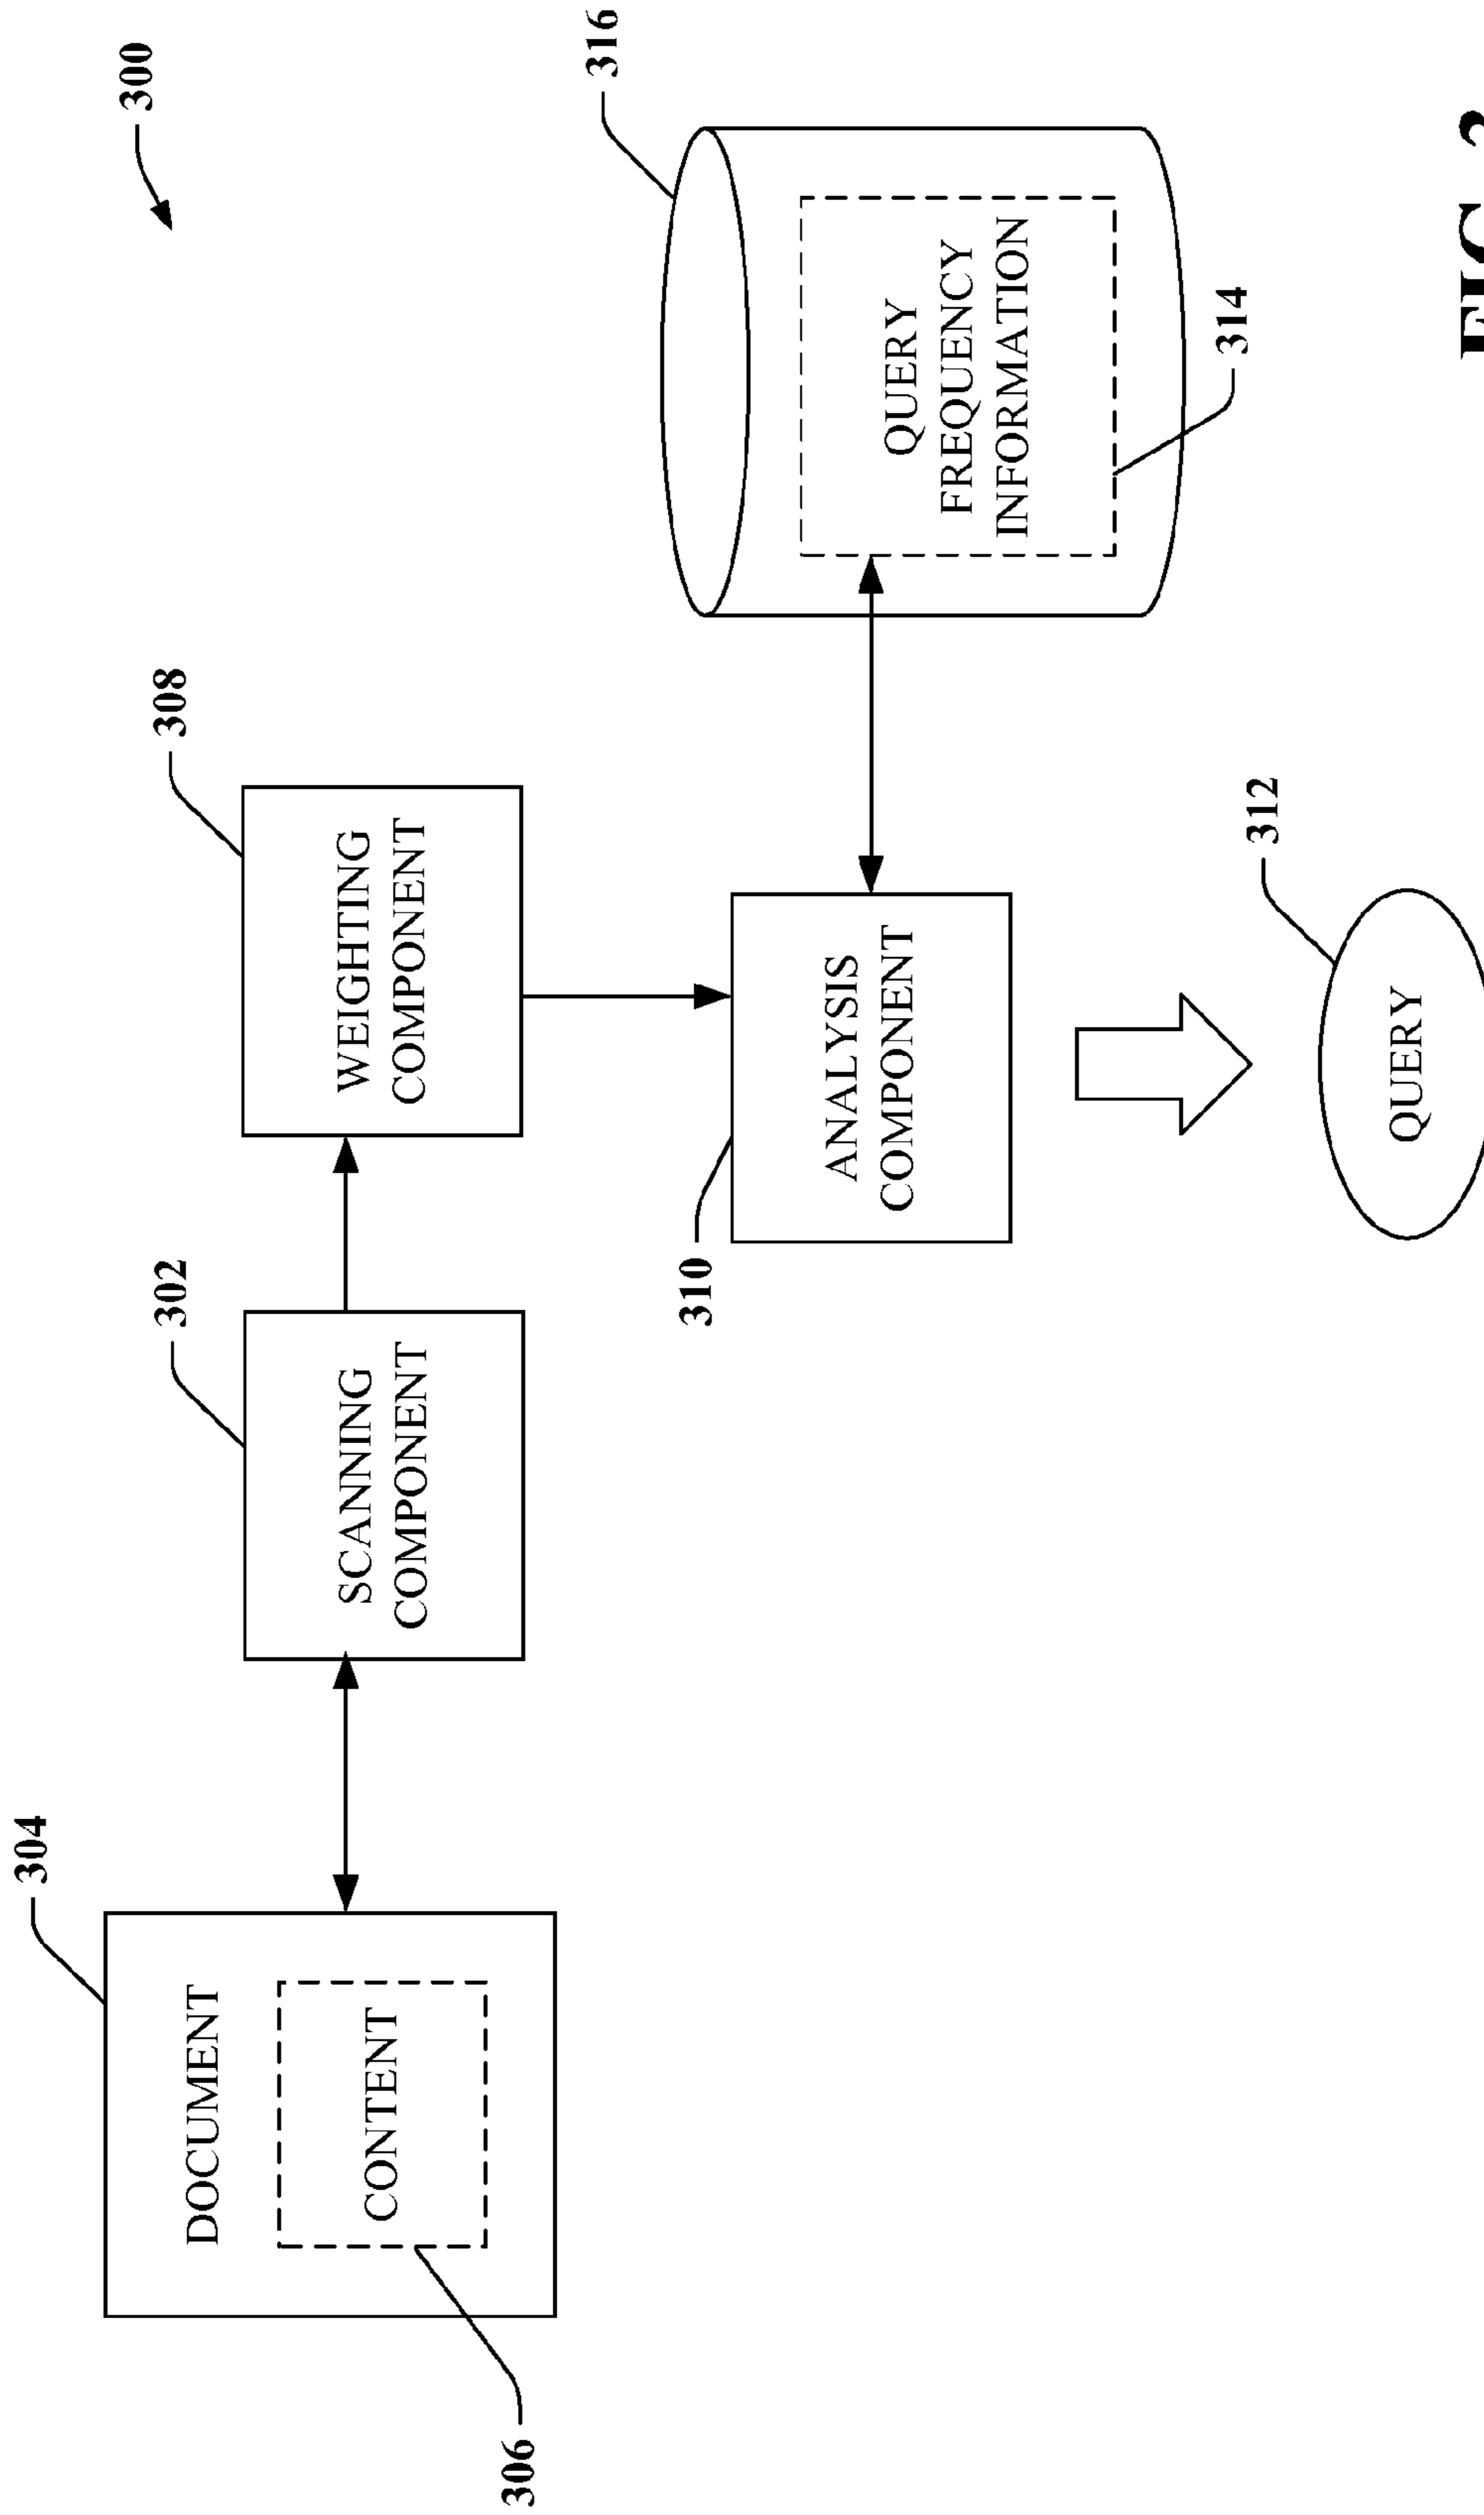 300
304
302
308
DOCUMENT
CONTENT
SCANNING
COMPONENT
WEIGHTING
COMPONENT
306
316
310
ANALYSIS
COMPONENT
QUERY
FREQUENCY
INFORMATION
314
312
QUERY